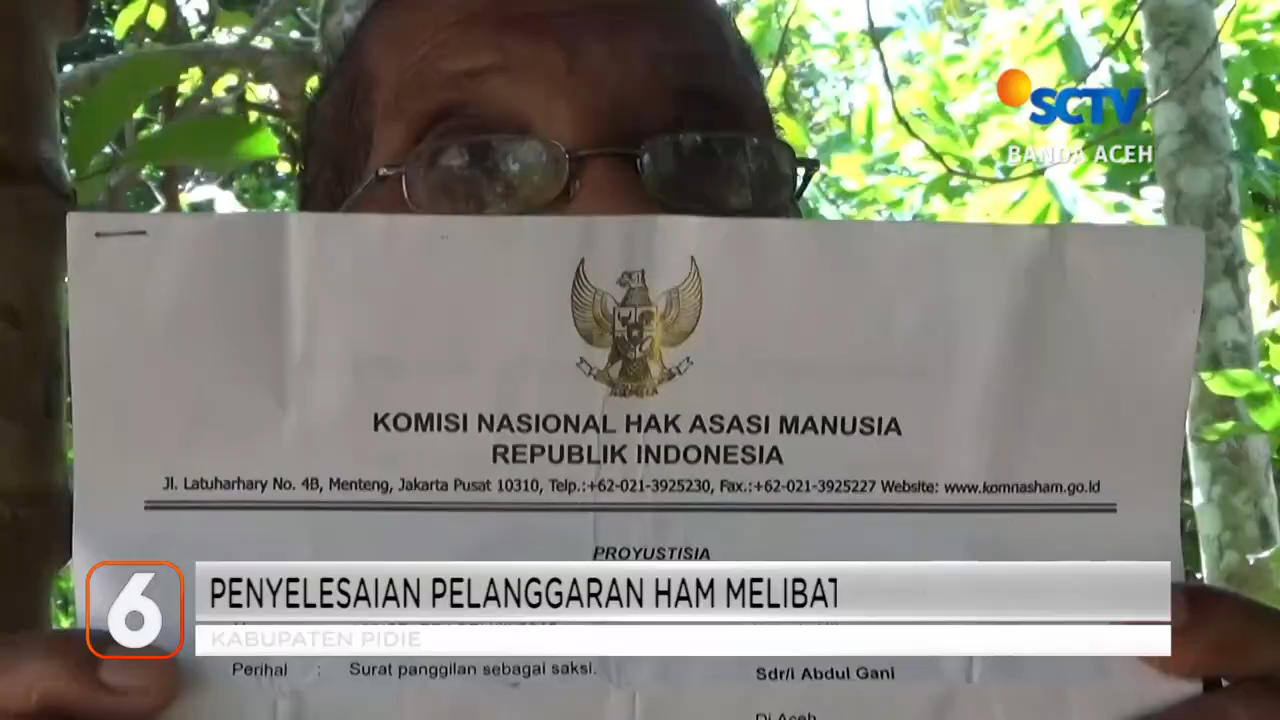 SCTV
BANDA ACEH
KOMISI NASIONAL HAK ASASI MANUSIA
REPUBLIK INDONESIA
Jl. Latuharhary No. 4B, Menteng, Jakarta Pusat 10310, Telp.:+62-021-3925230, Fax.:+62-021-3925227 Website: www.komnasham.go.id
PROYUSTISIA
6 PENYELESAIAN PELANGGARAN HAM MELIBAT
KABUPATEN PIDIE
Perihal : Surat panggilan sebagai saksi.
Sdr/i Abdul Gani
Di Aceh